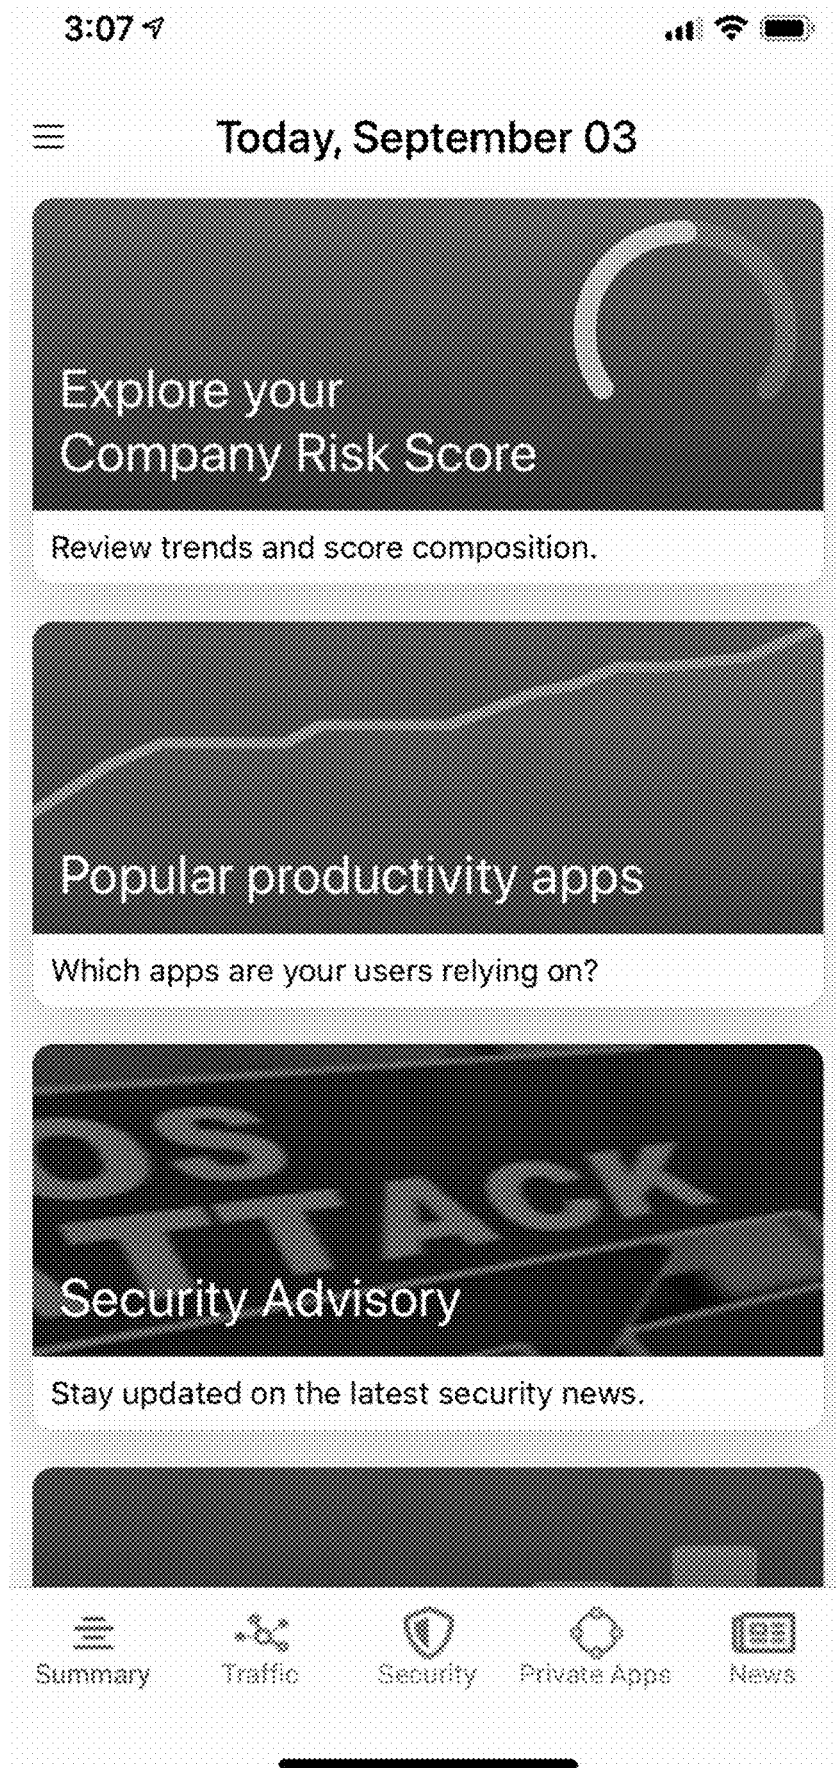 3:07
Today, September 03
Explore your
Company Risk Score
Review trends and score composition.
Popular productivity apps
Which apps are your users relying on?
OS
TTACK
Security Advisory
Stay updated on the latest security news.
Summary
Traffic
Security
Private Apps
News